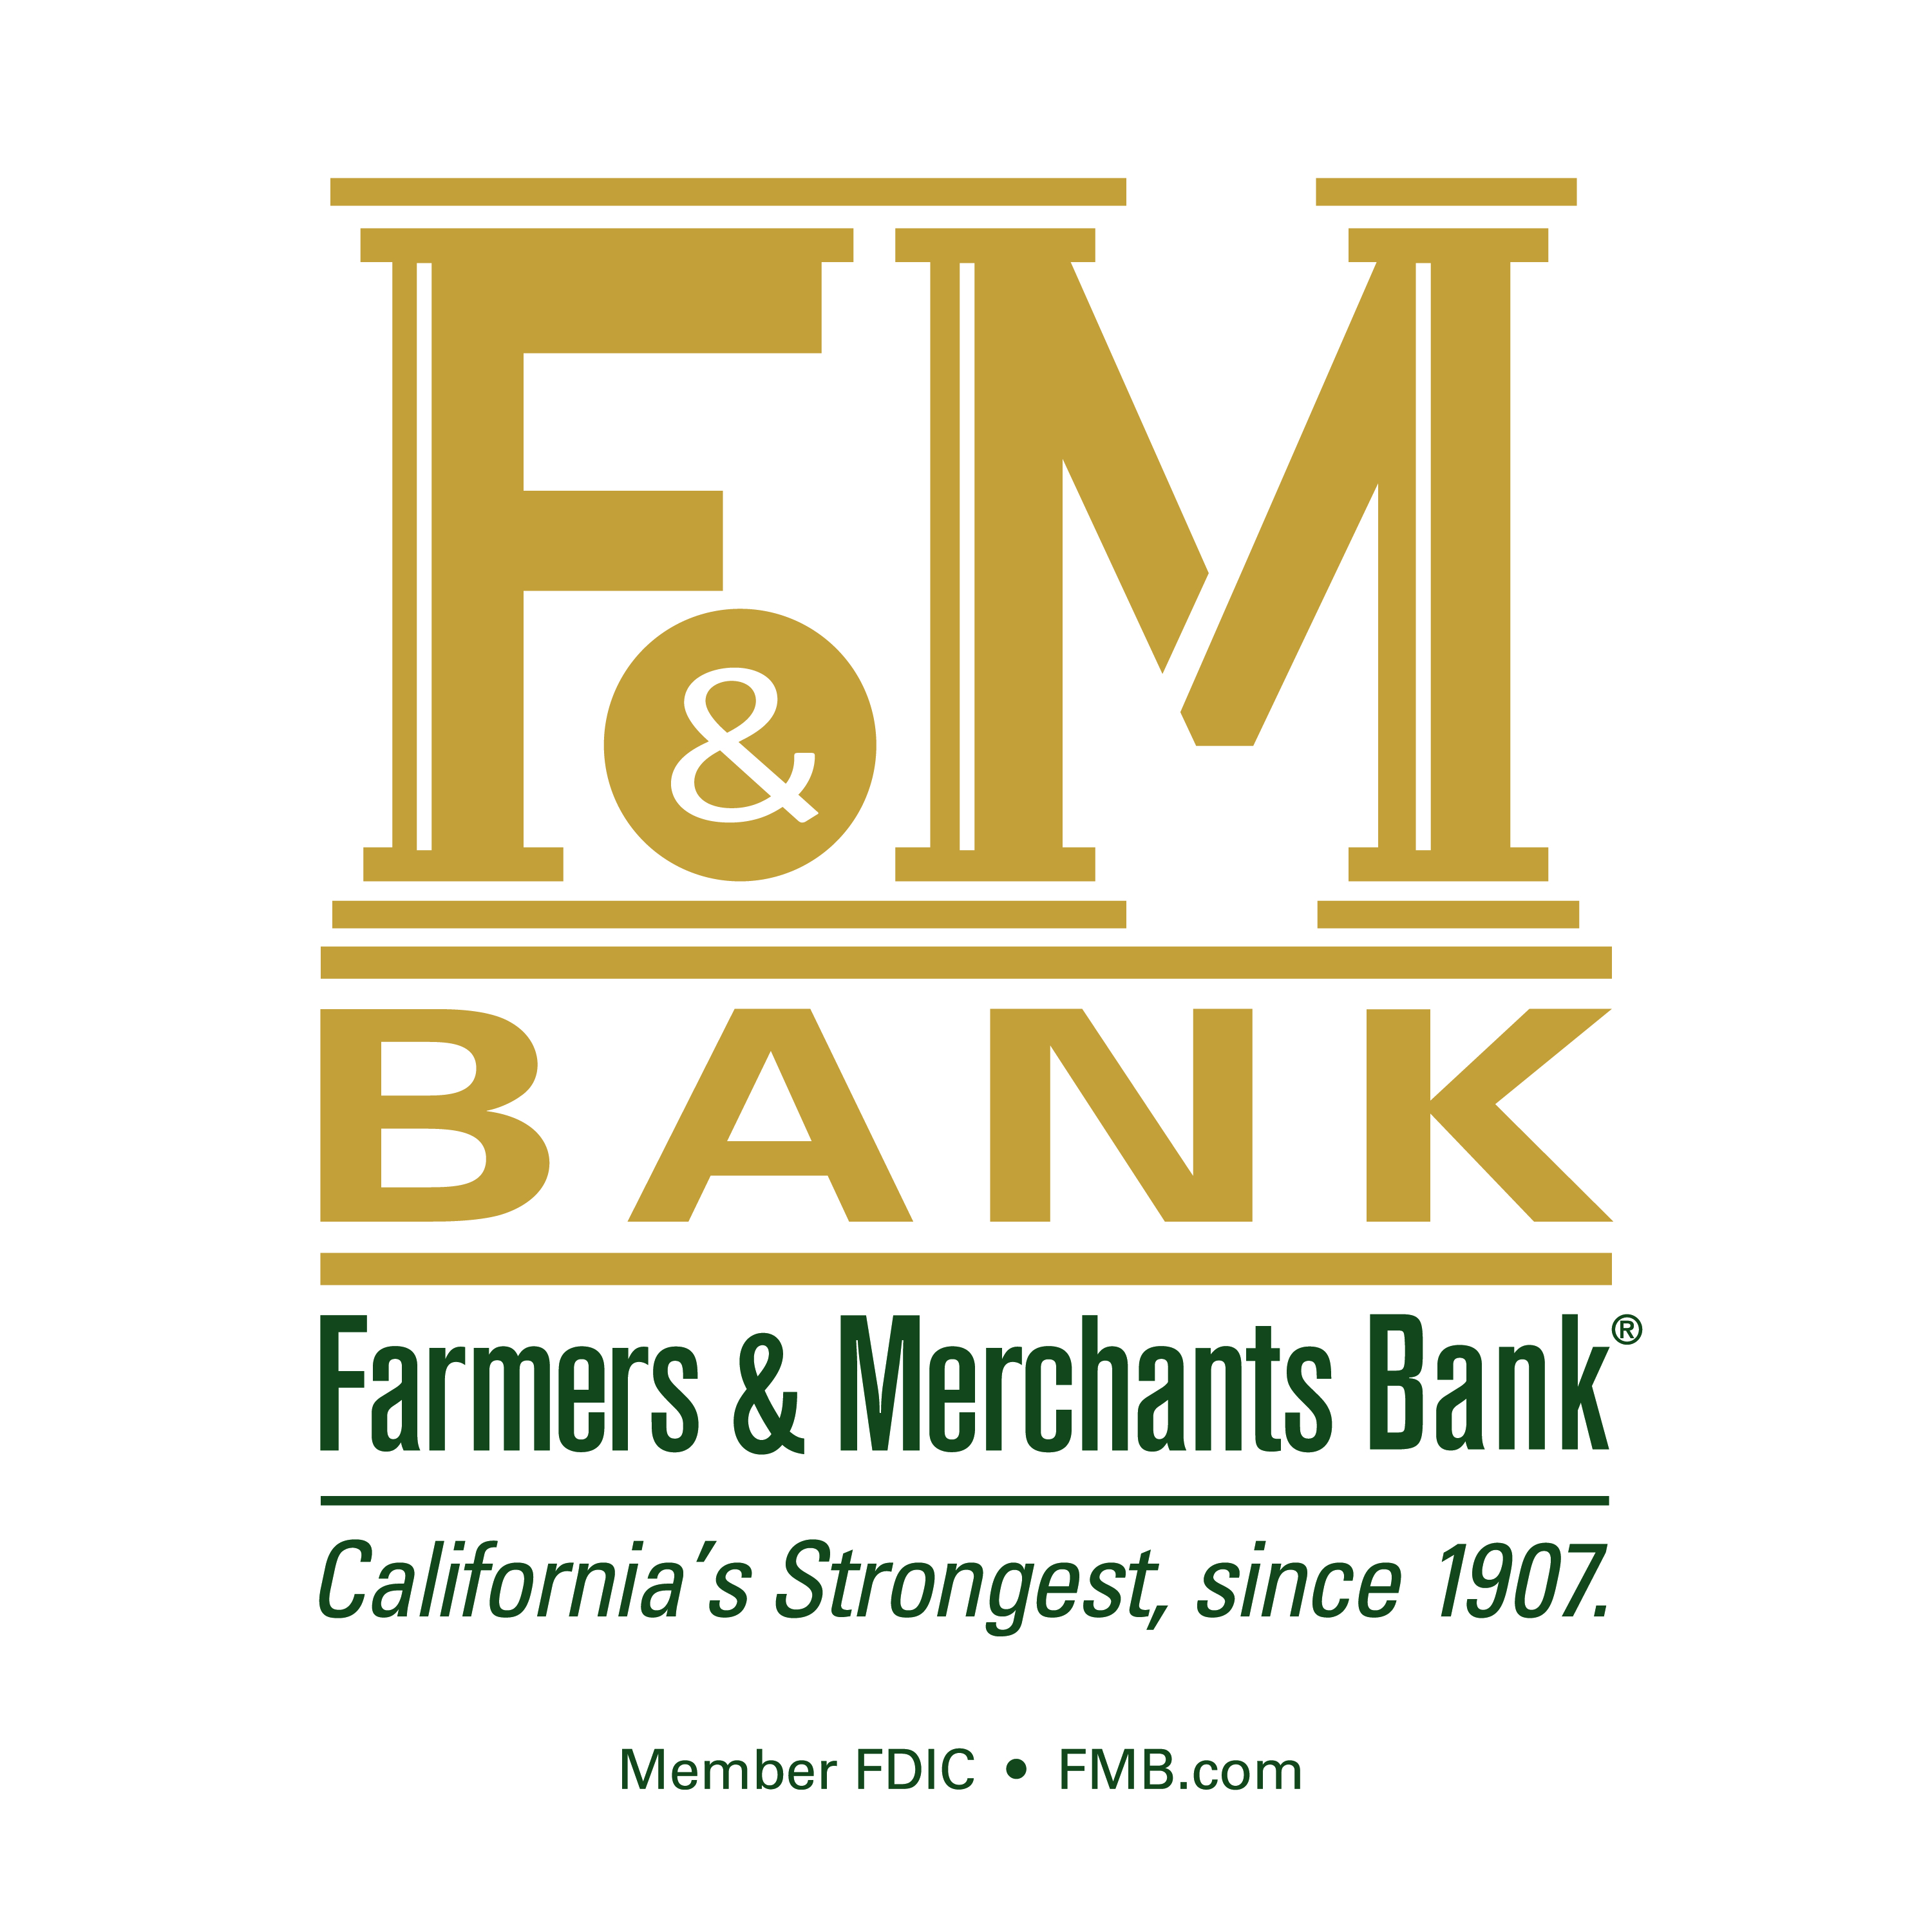 F&M
BANK
Farmers & Merchants Bank®
California's Strongest, since 1907.
Member FDIC • FMB.com